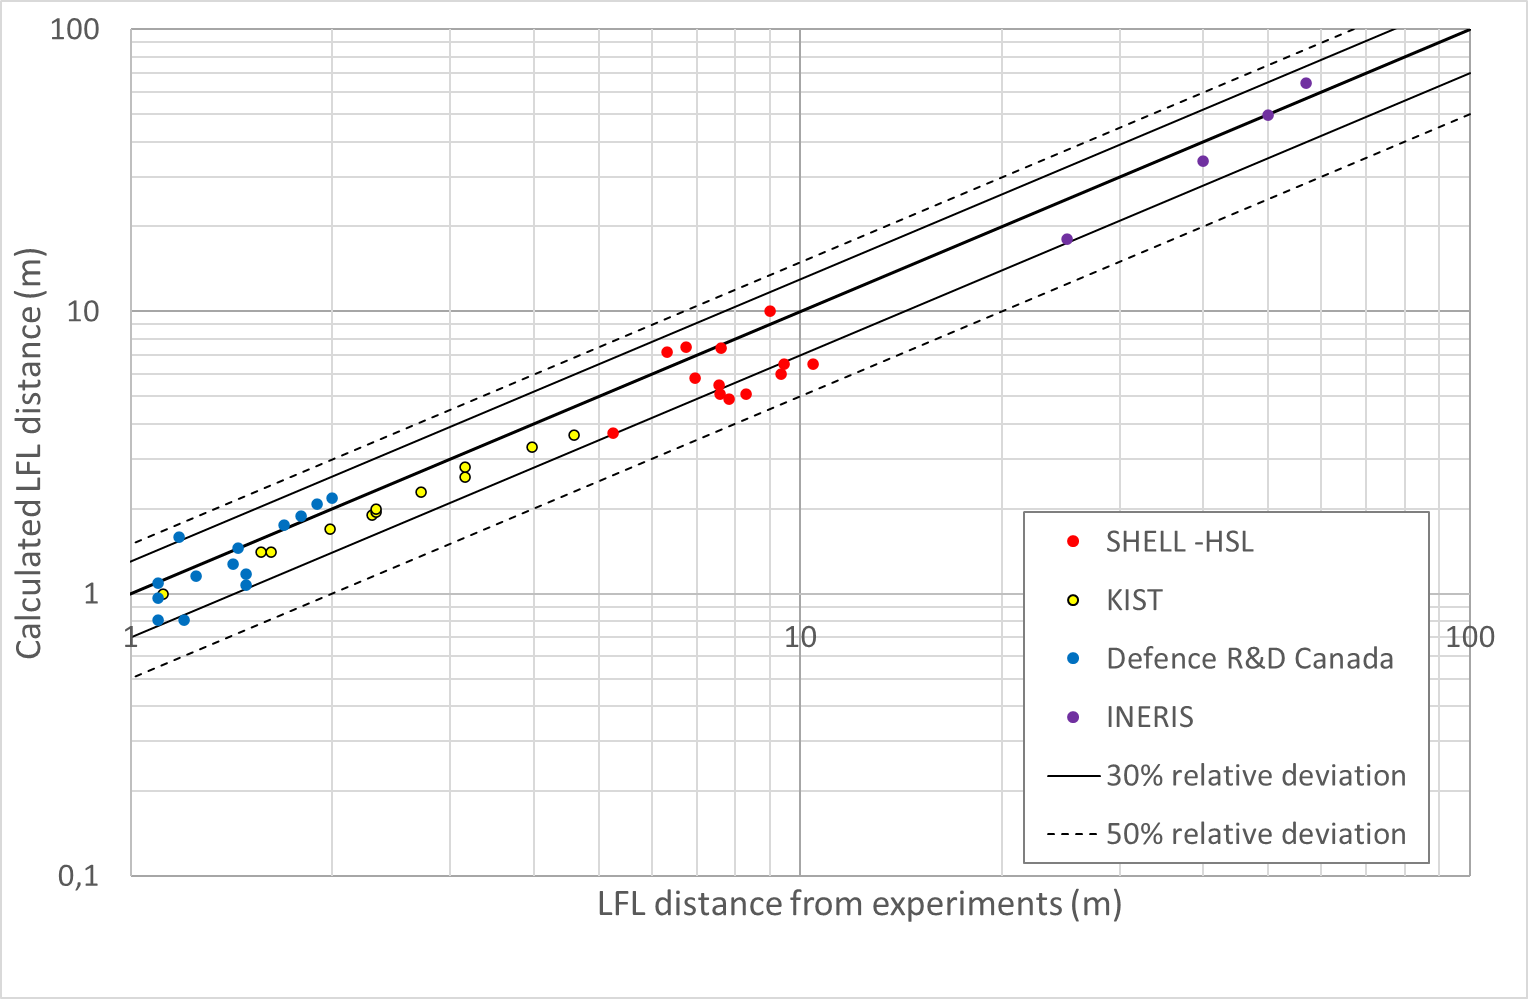 100
10
1
0,1
1
10
100
Calculated LFL distance (m)
LFL distance from experiments (m)
SHELL -HSL
KIST
Defence R&D Canada
INERIS
30% relative deviation
50% relative deviation